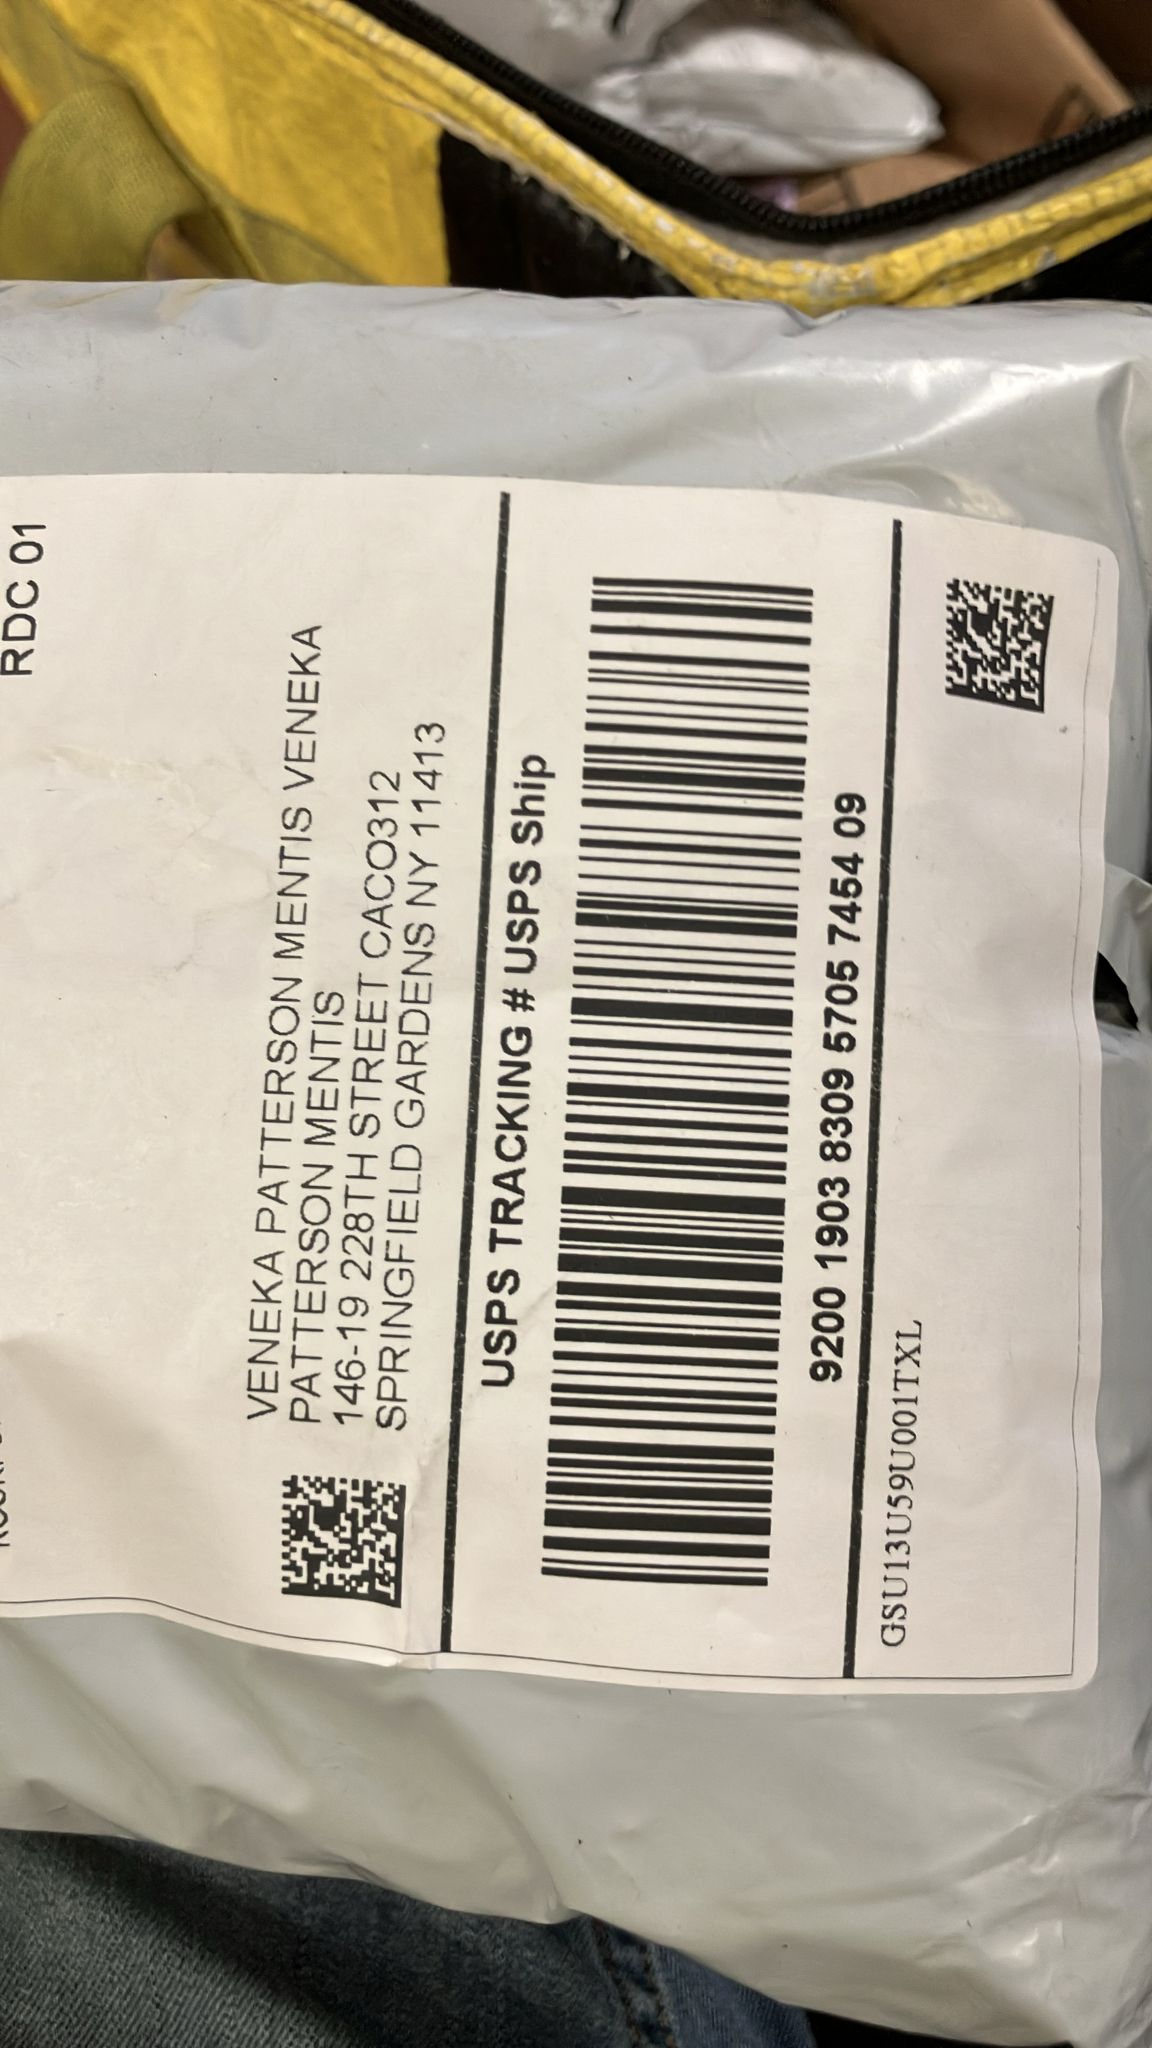 RDC 01
VENEKA PATTERSON MENTIS VENEKA
PATTERSON MENTIS
146-19 228TH STREET CACO312
SPRINGFIELD GARDENS NY 11413
USPS TRACKING # USPS Ship
9200 1903 8309 5705 7454 09
GSU13U59U001TXL